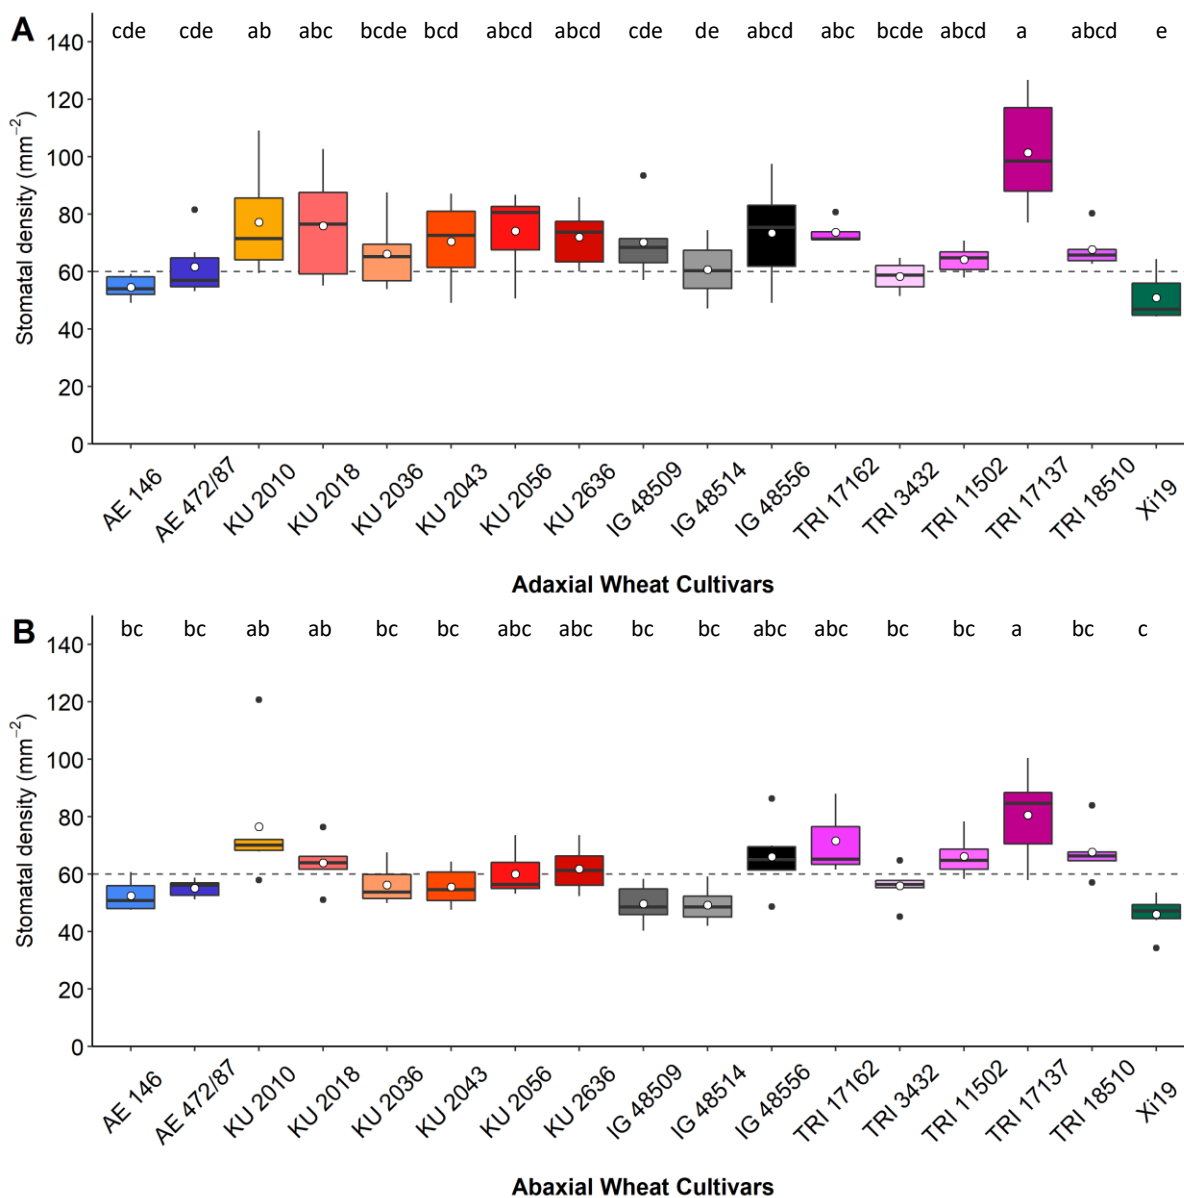 A
cde cde ab abc bcde bcd abcd abcd cde de abcd abc bcde abcd a abcd e
Stomatal density (mm⁻²)
140
120
100
80
60
40
20
0
AE 146 AE 472/87 KU 2010 KU 2018 KU 2036 KU 2043 KU 2056 KU 2636 IG 48509 IG 48514 IG 48556 TRI 17162 TRI 3432 TRI 11502 TRI 17137 TRI 18510 Xi19
Adaxial Wheat Cultivars
B
bc bc ab ab bc bc abc abc bc bc abc abc bc bc a bc c
Stomatal density (mm⁻²)
140
120
100
80
60
40
20
0
AE 146 AE 472/87 KU 2010 KU 2018 KU 2036 KU 2043 KU 2056 KU 2636 IG 48509 IG 48514 IG 48556 TRI 17162 TRI 3432 TRI 11502 TRI 17137 TRI 18510 Xi19
Abaxial Wheat Cultivars